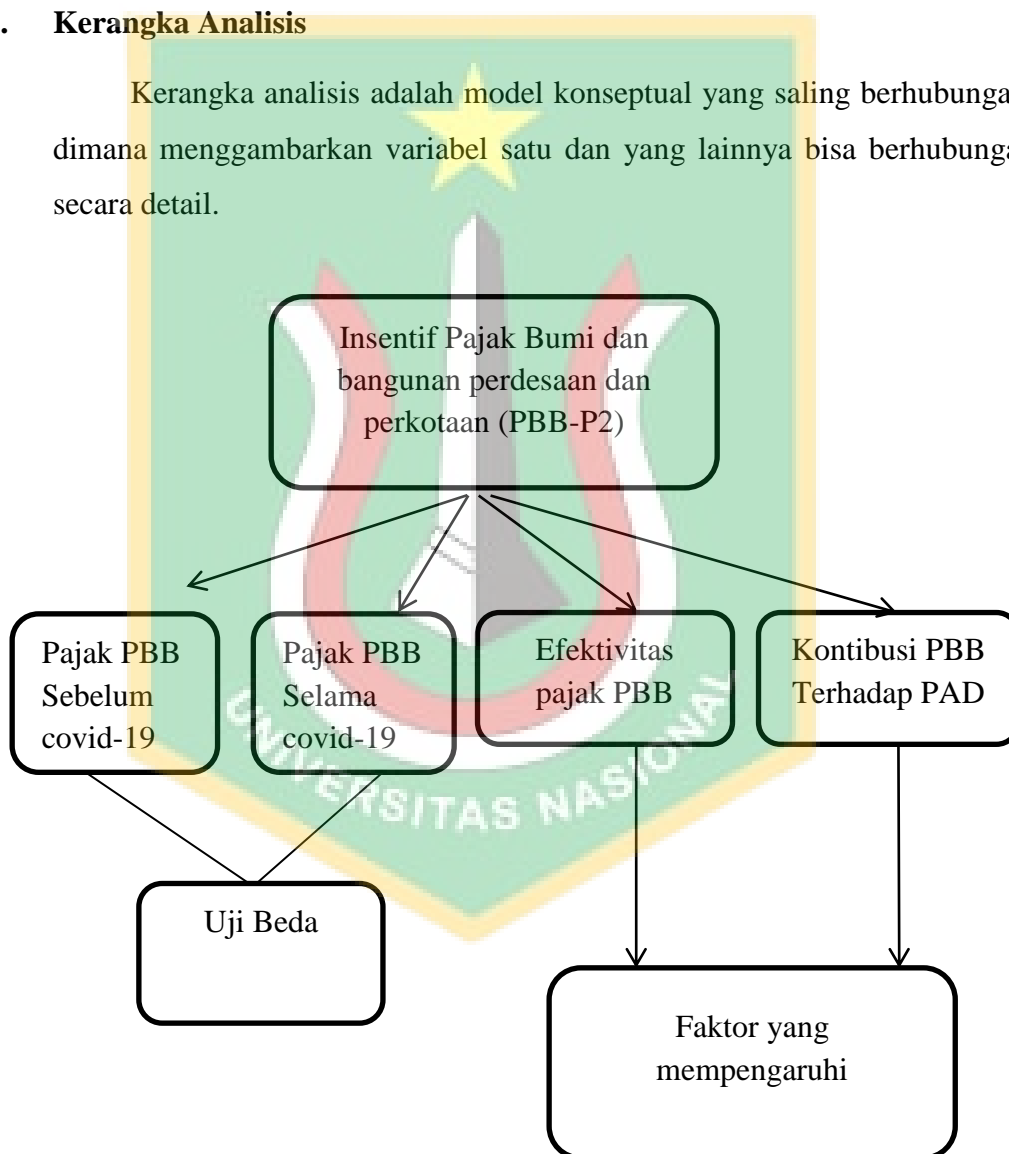 . Kerangka Analisis
Kerangka analisis adalah model konseptual yang saling berhubunga
dimana menggambarkan variabel satu dan yang lainnya bisa berhubunga
secara detail.
Insentif Pajak Bumi dan
bangunan perdesaan dan
perkotaan (PBB-P2)
Pajak PBB
Sebelum
covid-19
Pajak PBB
Selama
covid-19
Efektivitas
pajak PBB
Kontibusi PBB
Terhadap PAD
UNIVERSITAS NASIONAL
Uji Beda
Faktor yang
mempengaruhi